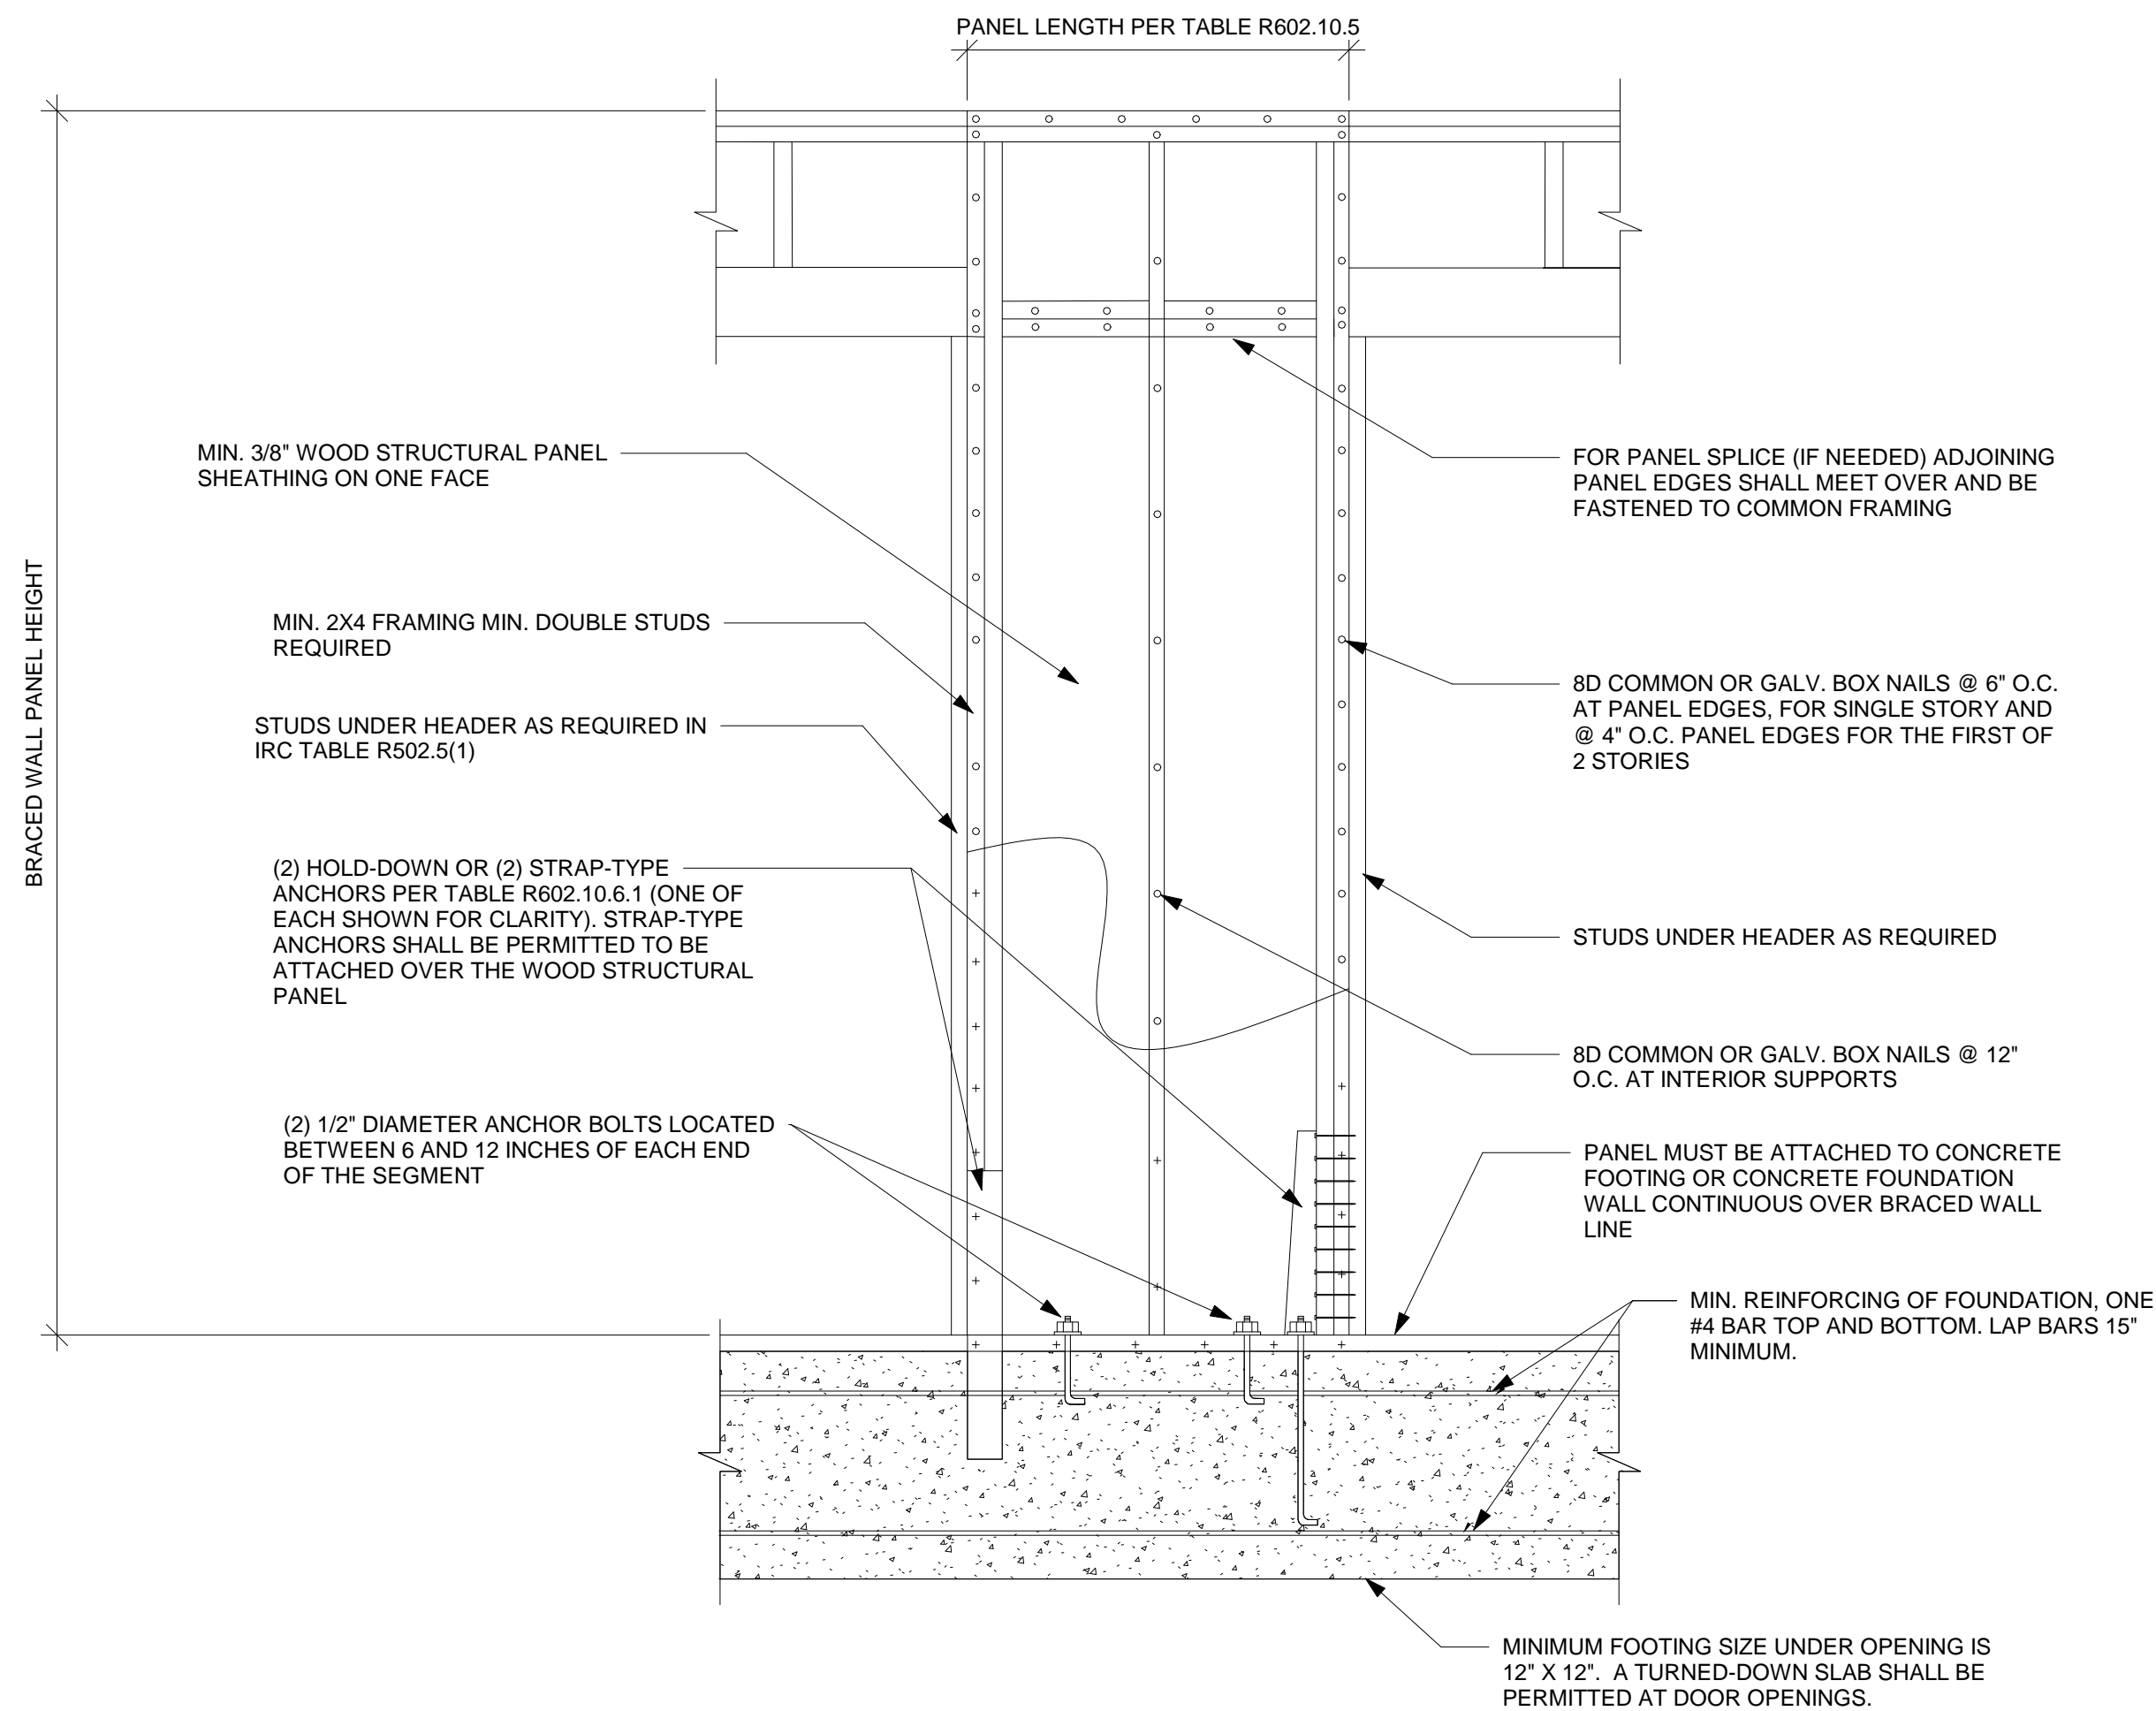 PANEL LENGTH PER TABLE R602.10.5
BRACED WALL PANEL HEIGHT
MIN. 3/8" WOOD STRUCTURAL PANEL
SHEATHING ON ONE FACE
MIN. 2X4 FRAMING MIN. DOUBLE STUDS
REQUIRED
STUDS UNDER HEADER AS REQUIRED IN
IRC TABLE R502.5(1)
(2) HOLD-DOWN OR (2) STRAP-TYPE
ANCHORS PER TABLE R602.10.6.1 (ONE OF
EACH SHOWN FOR CLARITY). STRAP-TYPE
ANCHORS SHALL BE PERMITTED TO BE
ATTACHED OVER THE WOOD STRUCTURAL
PANEL
(2) 1/2" DIAMETER ANCHOR BOLTS LOCATED
BETWEEN 6 AND 12 INCHES OF EACH END
OF THE SEGMENT
FOR PANEL SPLICE (IF NEEDED) ADJOINING
PANEL EDGES SHALL MEET OVER AND BE
FASTENED TO COMMON FRAMING
8D COMMON OR GALV. BOX NAILS @ 6" O.C.
AT PANEL EDGES, FOR SINGLE STORY AND
@ 4" O.C. PANEL EDGES FOR THE FIRST OF
2 STORIES
STUDS UNDER HEADER AS REQUIRED
8D COMMON OR GALV. BOX NAILS @ 12"
O.C. AT INTERIOR SUPPORTS
PANEL MUST BE ATTACHED TO CONCRETE
FOOTING OR CONCRETE FOUNDATION
WALL CONTINUOUS OVER BRACED WALL
LINE
MIN. REINFORCING OF FOUNDATION, ONE
#4 BAR TOP AND BOTTOM. LAP BARS 15"
MINIMUM.
MINIMUM FOOTING SIZE UNDER OPENING IS
12" X 12".  A TURNED-DOWN SLAB SHALL BE
PERMITTED AT DOOR OPENINGS.